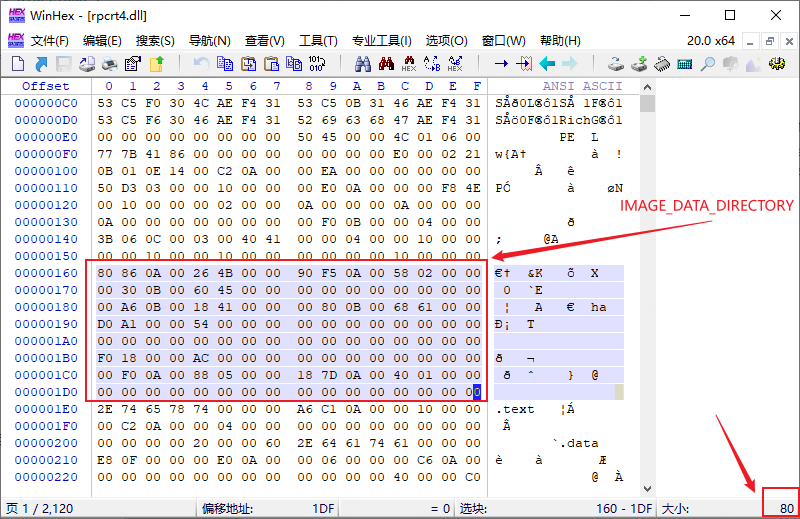 WinHex - [rpcrt4.dll]
文件(F) 编辑(E) 搜索(S) 导航(N) 查看(V) 工具(T) 专业工具(I) 选项(O) 窗口(W) 帮助(H) 20.0 x64
Offset 0 1 2 3 4 5 6 7 8 9 A B C D E F ANSI ASCII
000000C0 53 C5 F0 30 4C AE F4 31 53 C5 0B 31 46 AE F4 31 SÅð0L®ô1SÅ 1F®ô1
000000D0 53 C5 F6 30 46 AE F4 31 52 69 63 68 47 AE F4 31 SÅö0F®ô1RichG®ô1
000000E0 00 00 00 00 00 00 00 00 50 45 00 00 4C 01 06 00 PE L
000000F0 77 7B 41 86 00 00 00 00 00 00 00 00 E0 00 02 21 w{A† à !
00000100 0B 01 0E 14 00 C2 0A 00 00 EA 00 00 00 00 00 00 Â ê
00000110 50 D3 03 00 00 10 00 00 00 E0 0A 00 00 00 F8 4E PÓ à øN
00000120 00 10 00 00 00 02 00 00 0A 00 00 00 0A 00 00 00
00000130 0A 00 00 00 00 00 00 00 00 F0 0B 00 00 04 00 00 ð
00000140 3B 06 0C 00 03 00 40 41 00 00 04 00 00 10 00 00 ; @A
00000150 00 00 10 00 00 10 00 00 00 00 00 00 10 00 00 00
IMAGE_DATA_DIRECTORY
00000160 80 86 0A 00 26 4B 00 00 90 F5 0A 00 58 02 00 00 €† &K õ X
00000170 00 30 0B 00 60 45 00 00 00 00 00 00 00 00 00 00 0 `E
00000180 00 A6 0B 00 18 41 00 00 00 80 0B 00 68 61 00 00 ¦ A € ha
00000190 D0 A1 00 00 54 00 00 00 00 00 00 00 00 00 00 00 Ð¡ T
000001A0 00 00 00 00 00 00 00 00 00 00 00 00 00 00 00 00
000001B0 F0 18 00 00 AC 00 00 00 00 00 00 00 00 00 00 00 ð ¬
000001C0 00 F0 0A 00 88 05 00 00 18 7D 0A 00 40 01 00 00 ð ˆ } @
000001D0 00 00 00 00 00 00 00 00 00 00 00 00 00 00 00 00
000001E0 2E 74 65 78 74 00 00 00 A6 C1 0A 00 00 10 00 00 .text ¦Á
000001F0 00 C2 0A 00 00 04 00 00 00 00 00 00 00 00 00 00 Â
00000200 00 00 00 00 20 00 00 60 2E 64 61 74 61 00 00 00 `.data
00000210 E8 0F 00 00 00 E0 0A 00 00 06 00 00 00 C6 0A 00 è à Æ
00000220 00 00 00 00 00 00 00 00 00 00 00 00 40 00 00 C0 @ À
页 1 / 2,120 偏移地址: 1DF = 0 选块: 160 - 1DF 大小: 80